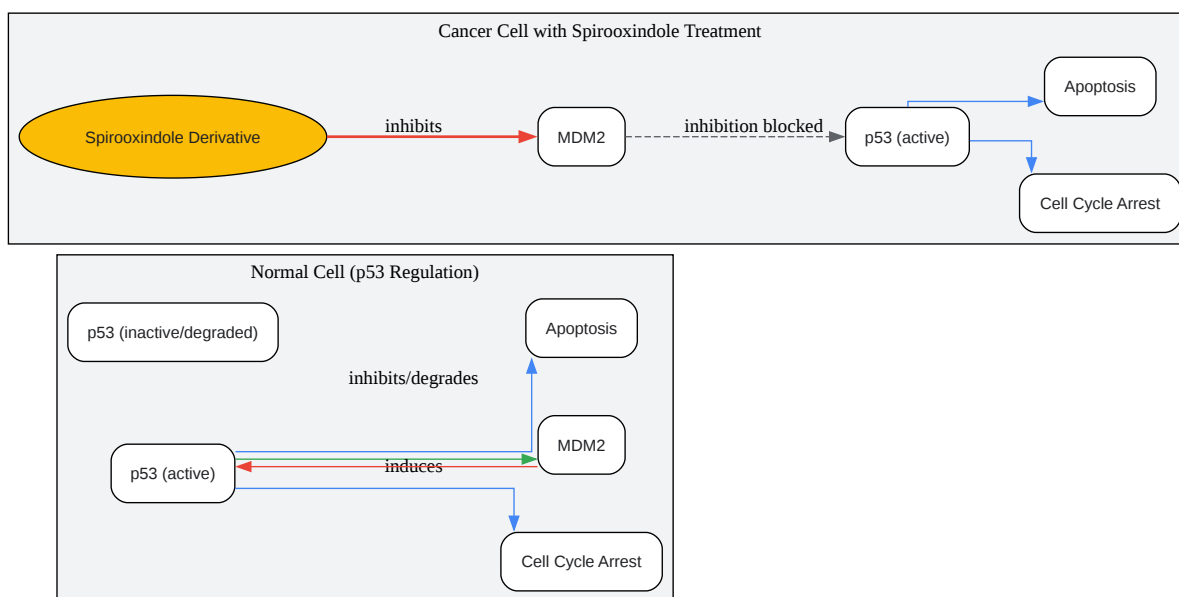 Cancer Cell with Spirooxindole Treatment
Apoptosis
Spirooxindole Derivative
inhibits
MDM2
inhibition blocked
p53 (active)
Cell Cycle Arrest
Normal Cell (p53 Regulation)
p53 (inactive/degraded)
Apoptosis
inhibits/degrades
MDM2
p53 (active)
induces
Cell Cycle Arrest